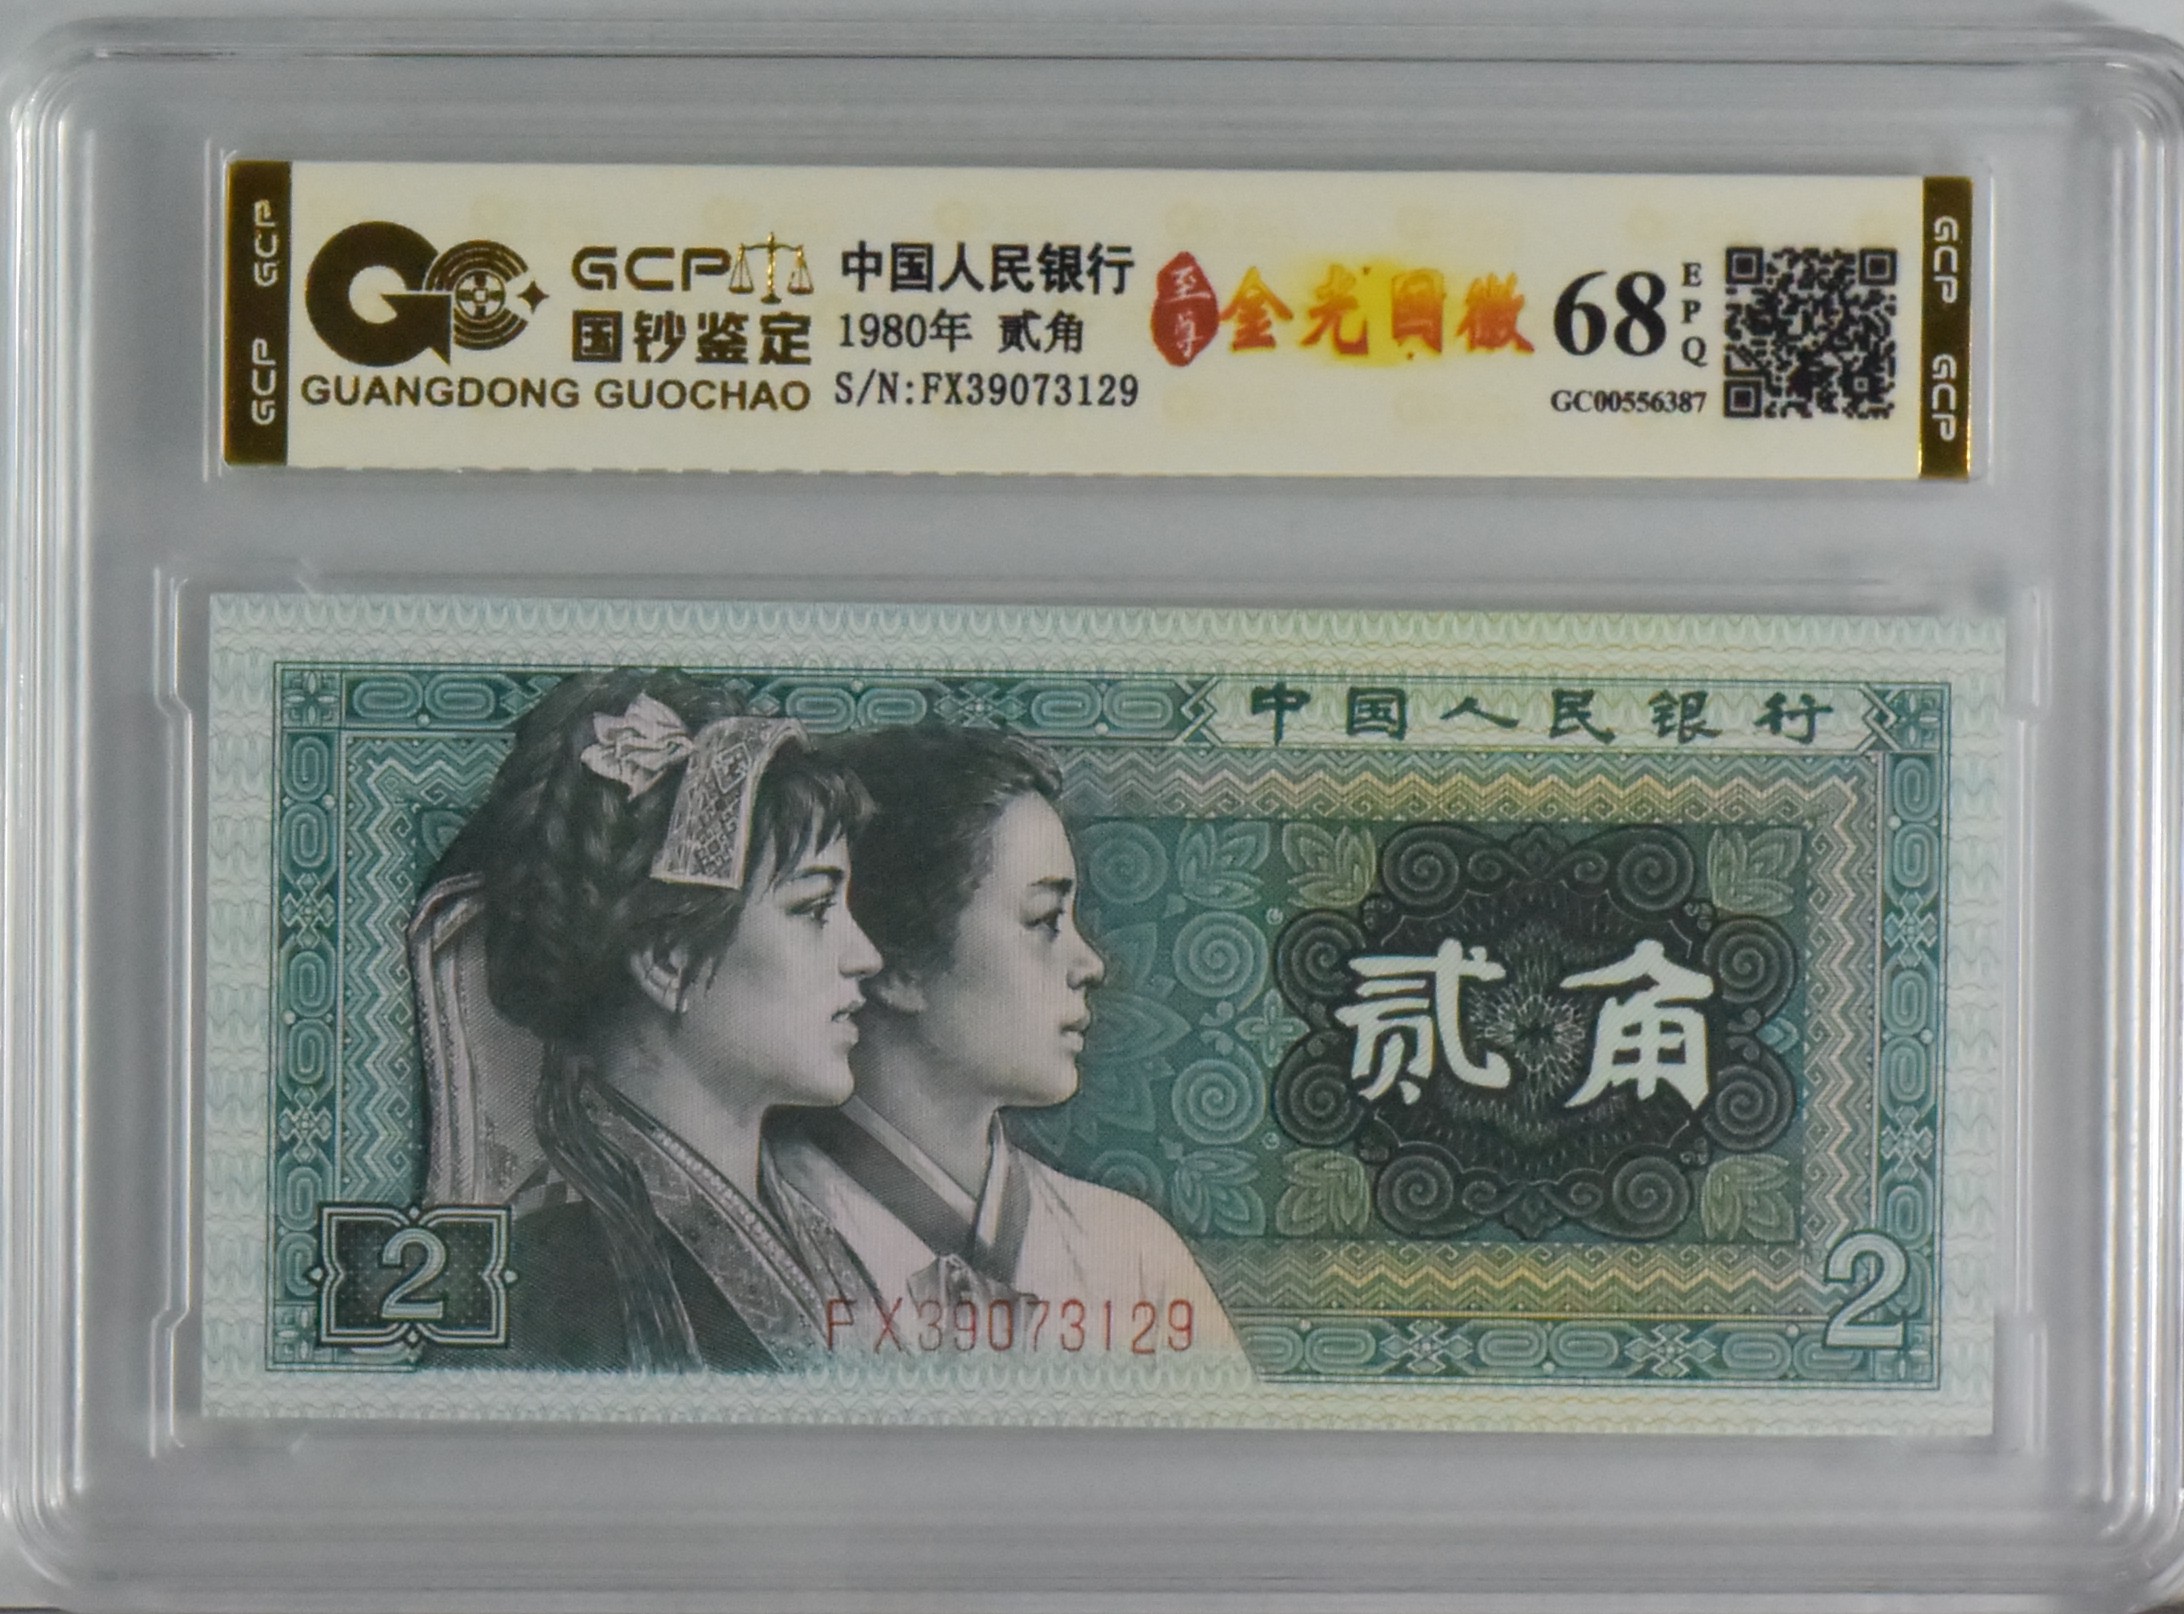 GCP
GCP
GCP
国钞鉴定
GUANGDONG GUOCHAO
中国人民银行
1980年 贰角
S/N:FX39073129
至尊
金光国徽
68
EPQ
GC00556387
GCP
GCP
中国人民银行
贰角
2
2
FX39073129